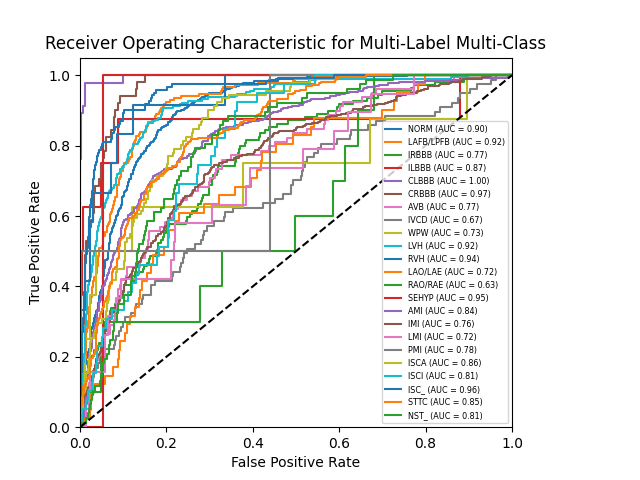 Receiver Operating Characteristic for Multi-Label Multi-Class
1.0
0.8
0.6
0.4
0.2
0.0
True Positive Rate
0.0 0.2 0.4 0.6 0.8 1.0
False Positive Rate
NORM (AUC = 0.90)
LAFB/LPFB (AUC = 0.92)
IRBBB (AUC = 0.77)
ILBBB (AUC = 0.87)
CLBBB (AUC = 1.00)
CRBBB (AUC = 0.97)
AVB (AUC = 0.77)
IVCD (AUC = 0.67)
WPW (AUC = 0.73)
LVH (AUC = 0.92)
RVH (AUC = 0.94)
LAO/LAE (AUC = 0.72)
RAO/RAE (AUC = 0.63)
SEHYP (AUC = 0.95)
AMI (AUC = 0.84)
IMI (AUC = 0.76)
LMI (AUC = 0.72)
PMI (AUC = 0.78)
ISCA (AUC = 0.86)
ISCI (AUC = 0.81)
ISC_ (AUC = 0.96)
STTC (AUC = 0.85)
NST_ (AUC = 0.81)